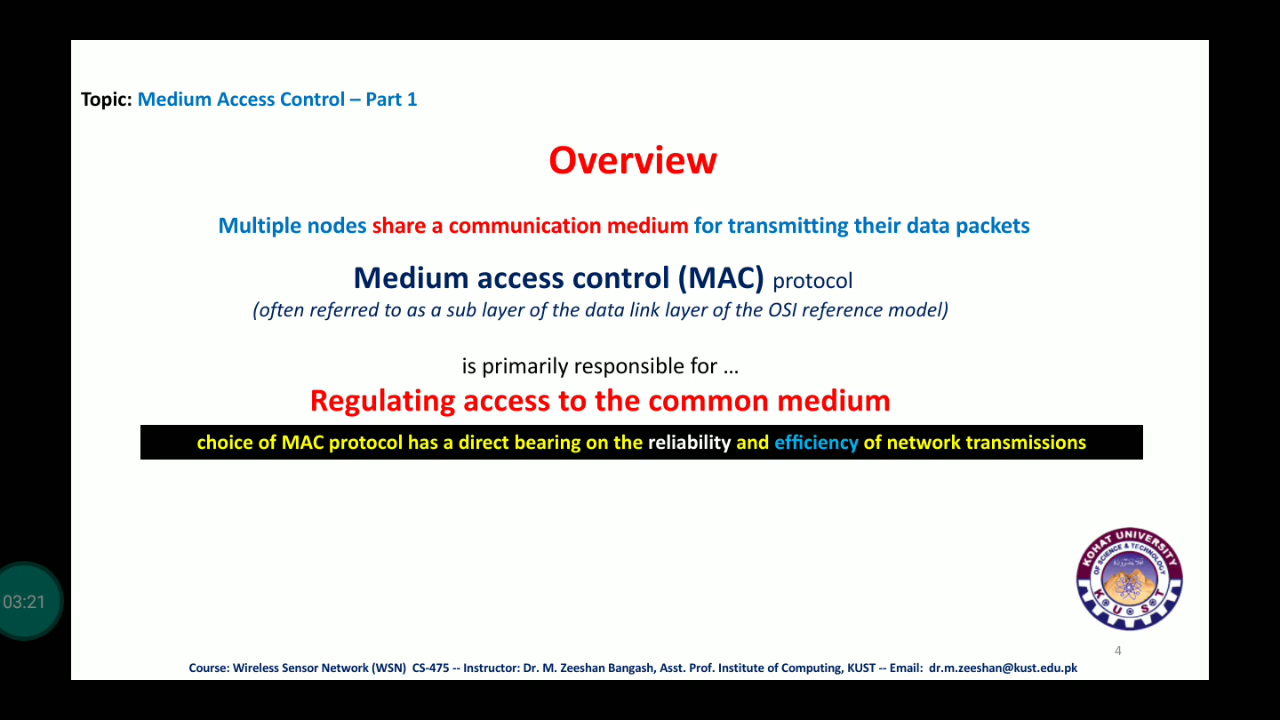 Topic: Medium Access Control – Part 1
Overview
Multiple nodes share a communication medium for transmitting their data packets
Medium access control (MAC) protocol
(often referred to as a sub layer of the data link layer of the OSI reference model)
is primarily responsible for ...
Regulating access to the common medium
choice of MAC protocol has a direct bearing on the reliability and efficiency of network transmissions
KOHAT UNIVERSITY
OF SCIENCE & TECHNOLOGY
K U S T
03:21
4
Course: Wireless Sensor Network (WSN) CS-475 -- Instructor: Dr. M. Zeeshan Bangash, Asst. Prof. Institute of Computing, KUST -- Email: dr.m.zeeshan@kust.edu.pk